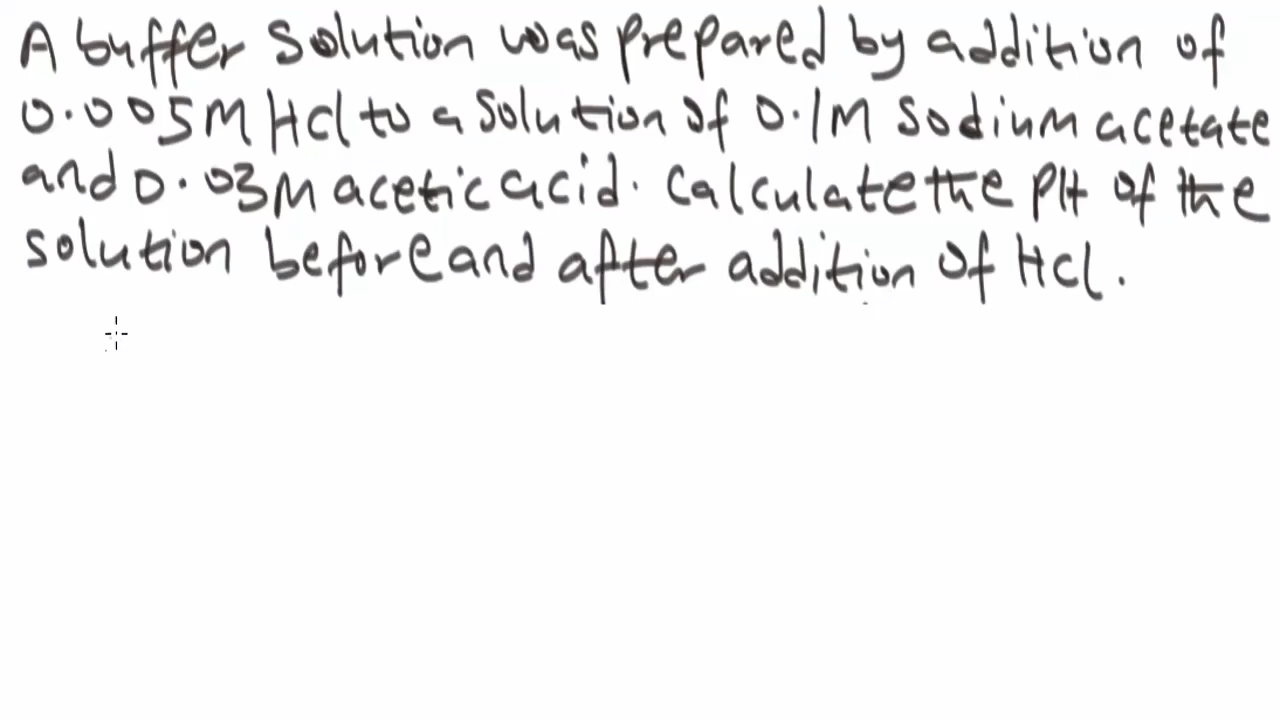 A buffer solution was prepared by addition of
0.005M HCl to a solution of 0.1M sodium acetate
and 0.03M acetic acid. Calculate the PH of the
solution before and after addition of HCl.